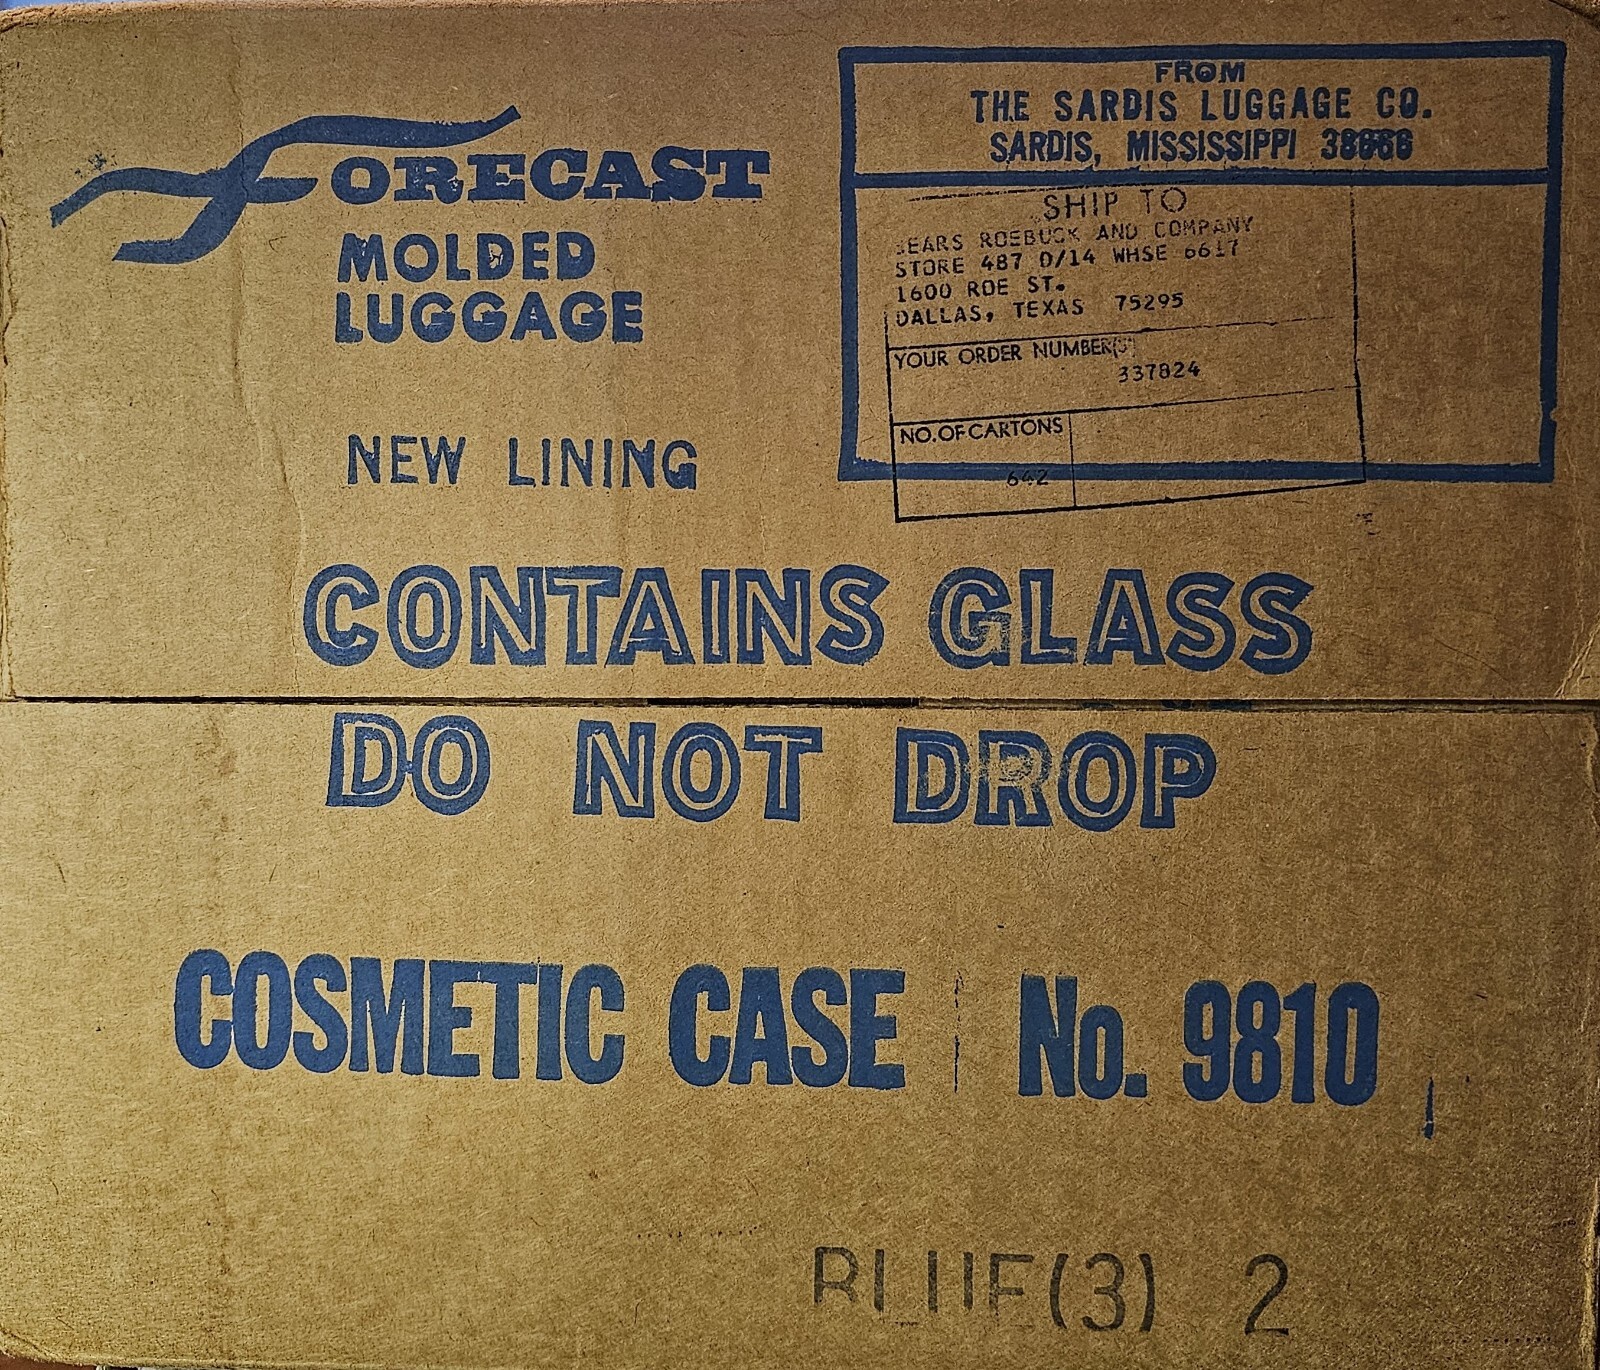 FORECAST
MOLDED
LUGGAGE
NEW LINING
FROM
THE SARDIS LUGGAGE CO.
SARDIS, MISSISSIPPI 38666
SHIP TO
SEARS ROEBUCK AND COMPANY
STORE 487 D/14 WHSE 6617
1600 ROE ST.
DALLAS, TEXAS 75295
YOUR ORDER NUMBER(S)
337824
NO. OF CARTONS
642
CONTAINS GLASS
DO NOT DROP
COSMETIC CASE No. 9810
BLUE(3) 2